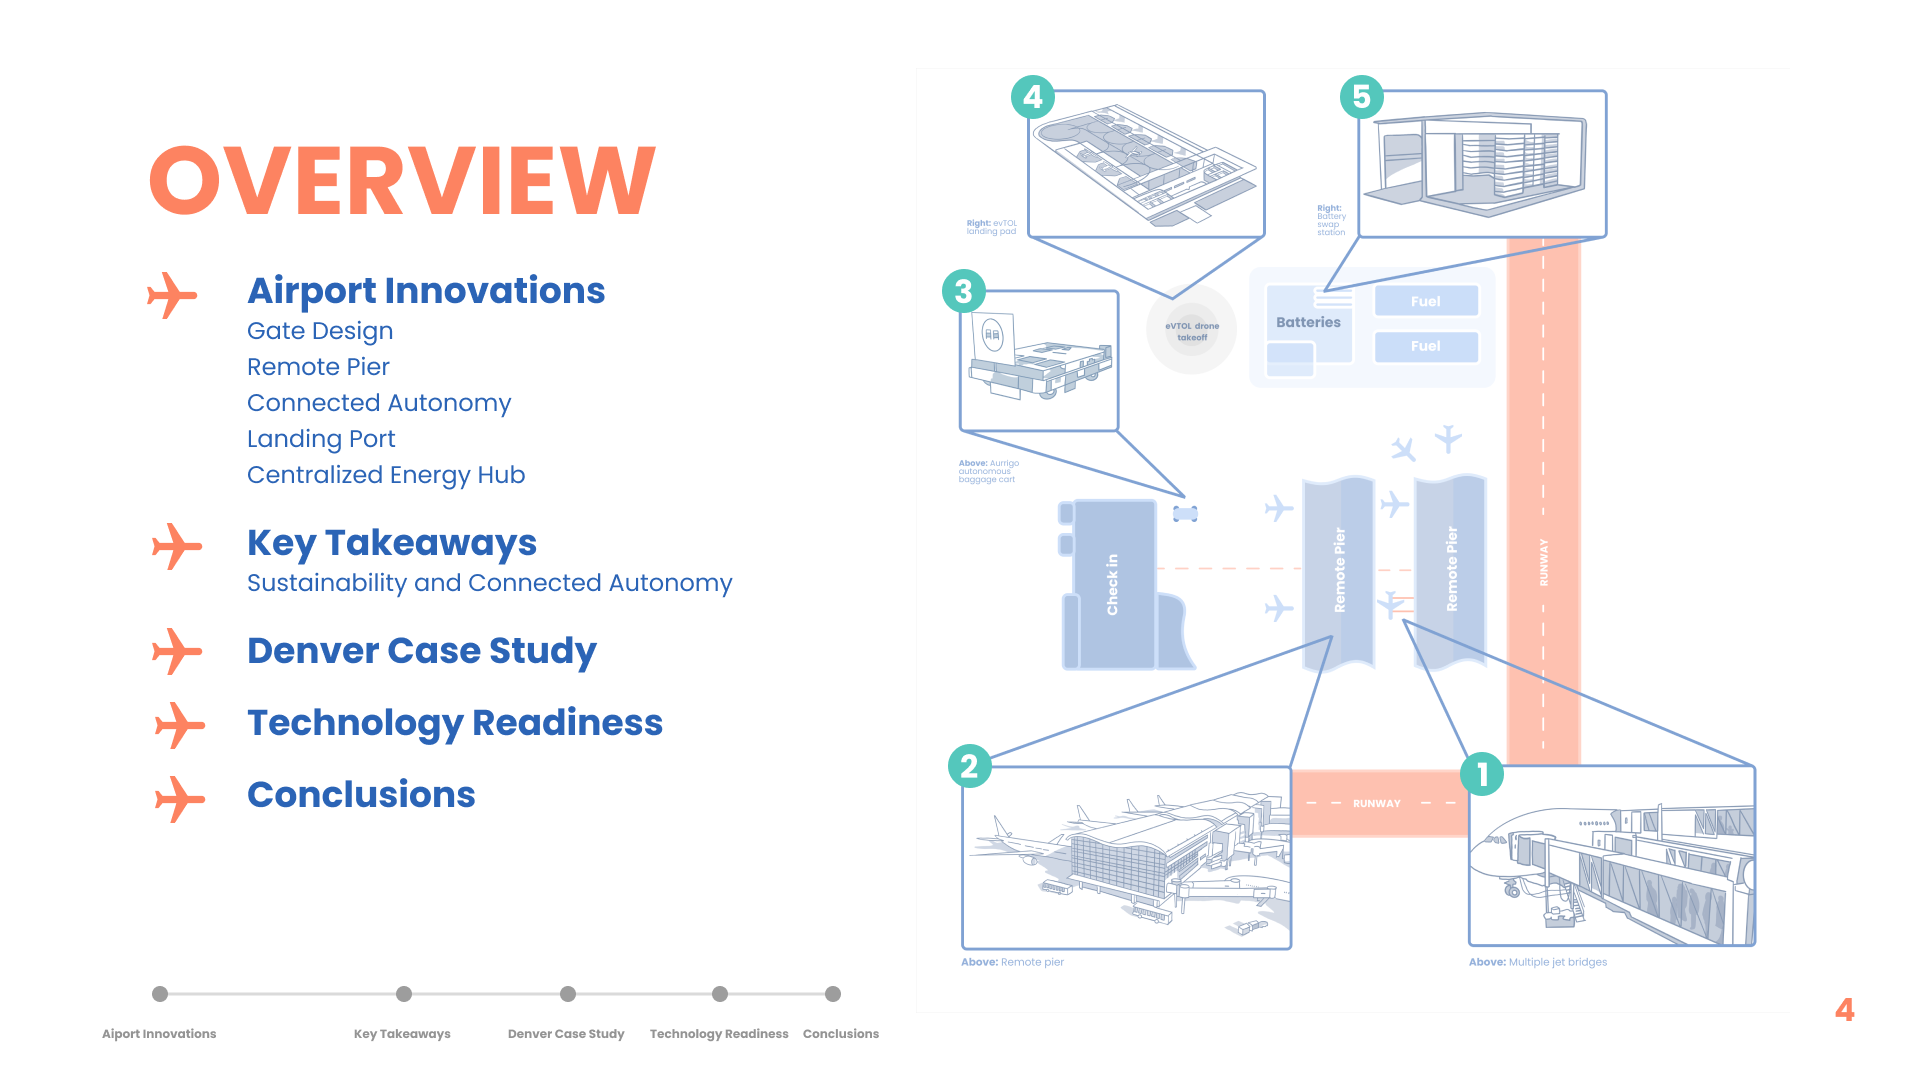 OVERVIEW
Airport Innovations
Gate Design
Remote Pier
Connected Autonomy
Landing Port
Centralized Energy Hub
Key Takeaways
Sustainability and Connected Autonomy
Denver Case Study
Technology Readiness
Conclusions
Aiport Innovations
Key Takeaways
Denver Case Study
Technology Readiness
Conclusions
4
Right: evTOL
landing pad
5
Right:
Battery
swap
station
3
Above: Aurrigo
autonomous
baggage cart
eVTOL drone
takeoff
Batteries
Fuel
Fuel
Check in
Remote Pier
Remote Pier
RUNWAY
2
Above: Remote pier
RUNWAY
1
Above: Multiple jet bridges
4